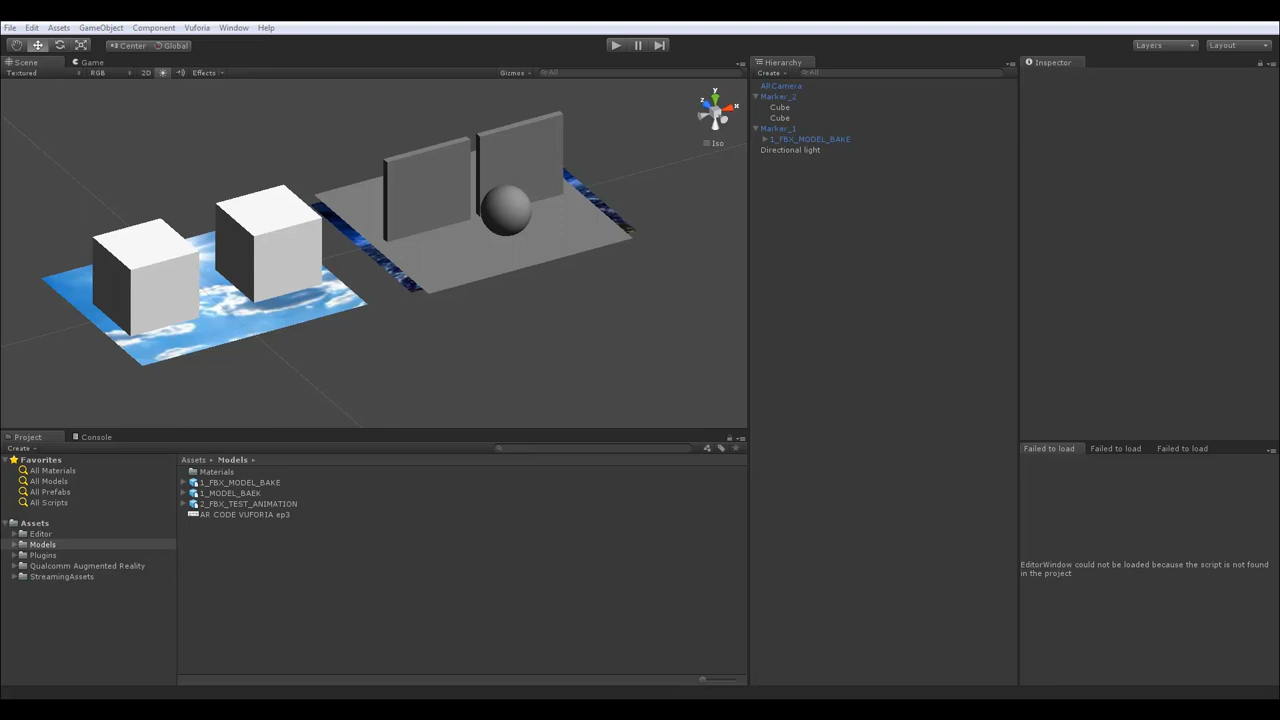 File Edit Assets GameObject Component Vuforia Window Help
Center Global Layers Layout
Scene Game Hierarchy Inspector
Textured RGB 2D Effects Gizmos All Create All
ARCamera
Marker_2
Cube
Cube
Marker_1
1_FBX_MODEL_BAKE
Directional light
y
z x
Iso
Project Console
Create
Favorites
All Materials
All Models
All Prefabs
All Scripts
Assets
Editor
Models
Plugins
Qualcomm Augmented Reality
StreamingAssets
Assets Models
Materials
1_FBX_MODEL_BAKE
1_MODEL_BAEK
2_FBX_TEST_ANIMATION
AR CODE VUFORIA ep3
Failed to load Failed to load Failed to load
EditorWindow could not be loaded because the script is not found
in the project